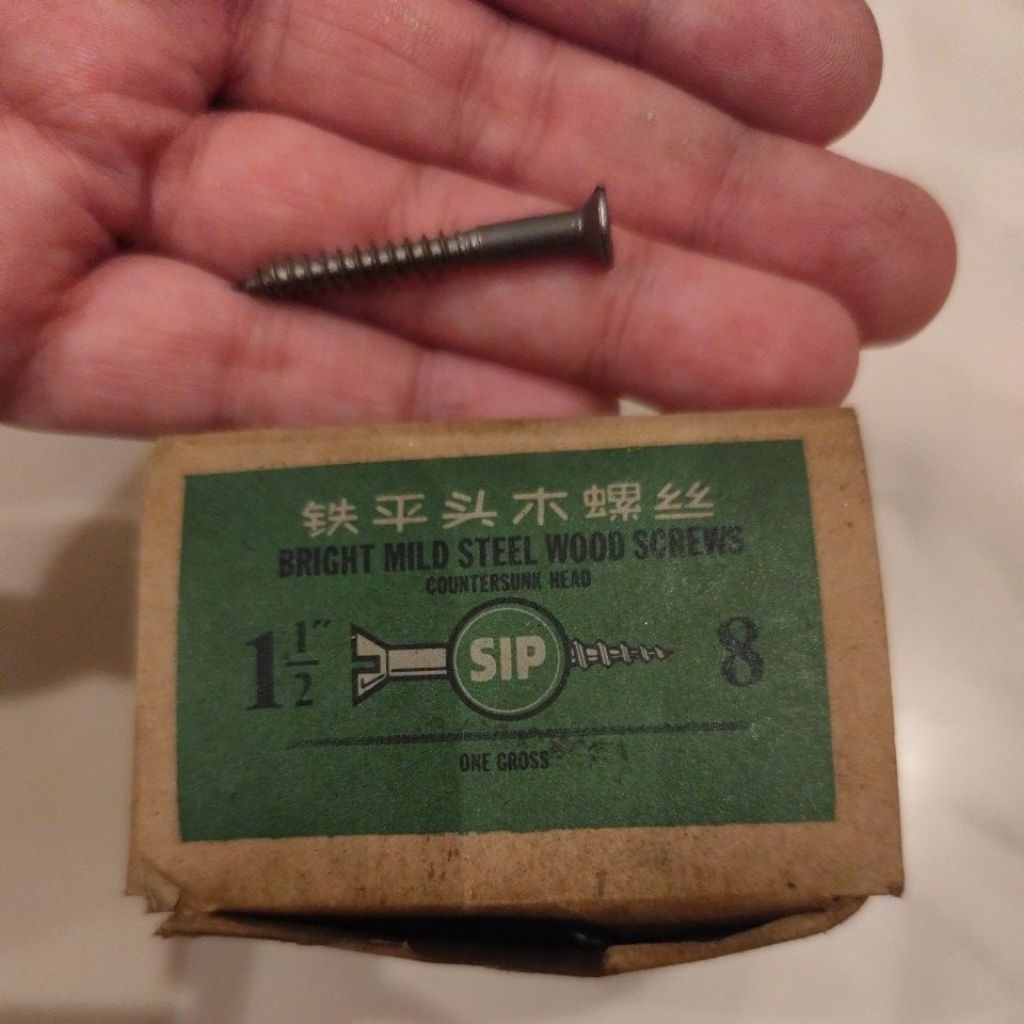 铁平头木螺丝
BRIGHT MILD STEEL WOOD SCREWS
COUNTERSUNK HEAD
1 1/2" SIP 8
ONE GROSS